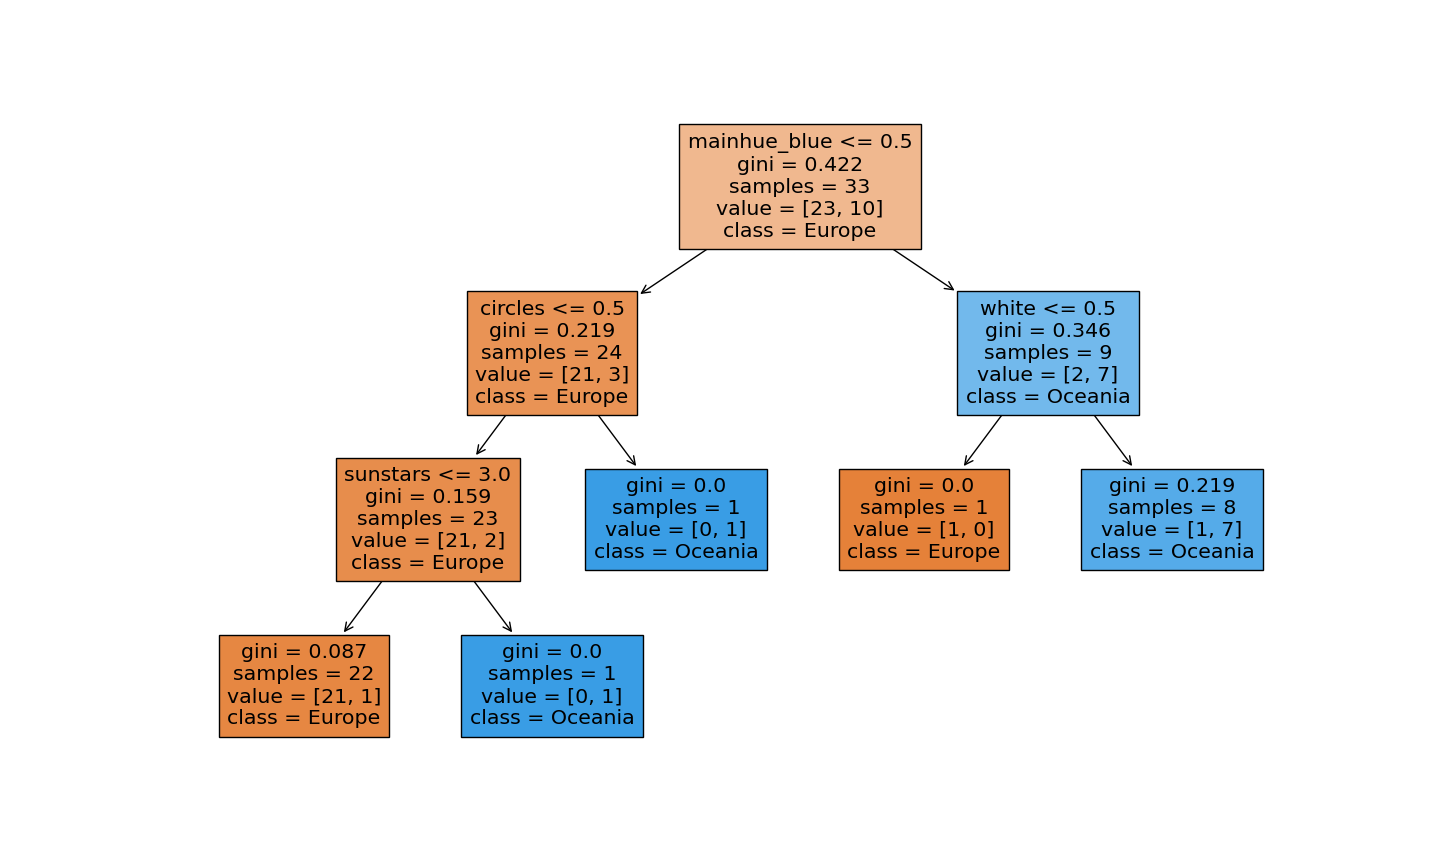 mainhue_blue <= 0.5
gini = 0.422
samples = 33
value = [23, 10]
class = Europe
circles <= 0.5
gini = 0.219
samples = 24
value = [21, 3]
class = Europe
white <= 0.5
gini = 0.346
samples = 9
value = [2, 7]
class = Oceania
sunstars <= 3.0
gini = 0.159
samples = 23
value = [21, 2]
class = Europe
gini = 0.0
samples = 1
value = [0, 1]
class = Oceania
gini = 0.0
samples = 1
value = [1, 0]
class = Europe
gini = 0.219
samples = 8
value = [1, 7]
class = Oceania
gini = 0.087
samples = 22
value = [21, 1]
class = Europe
gini = 0.0
samples = 1
value = [0, 1]
class = Oceania